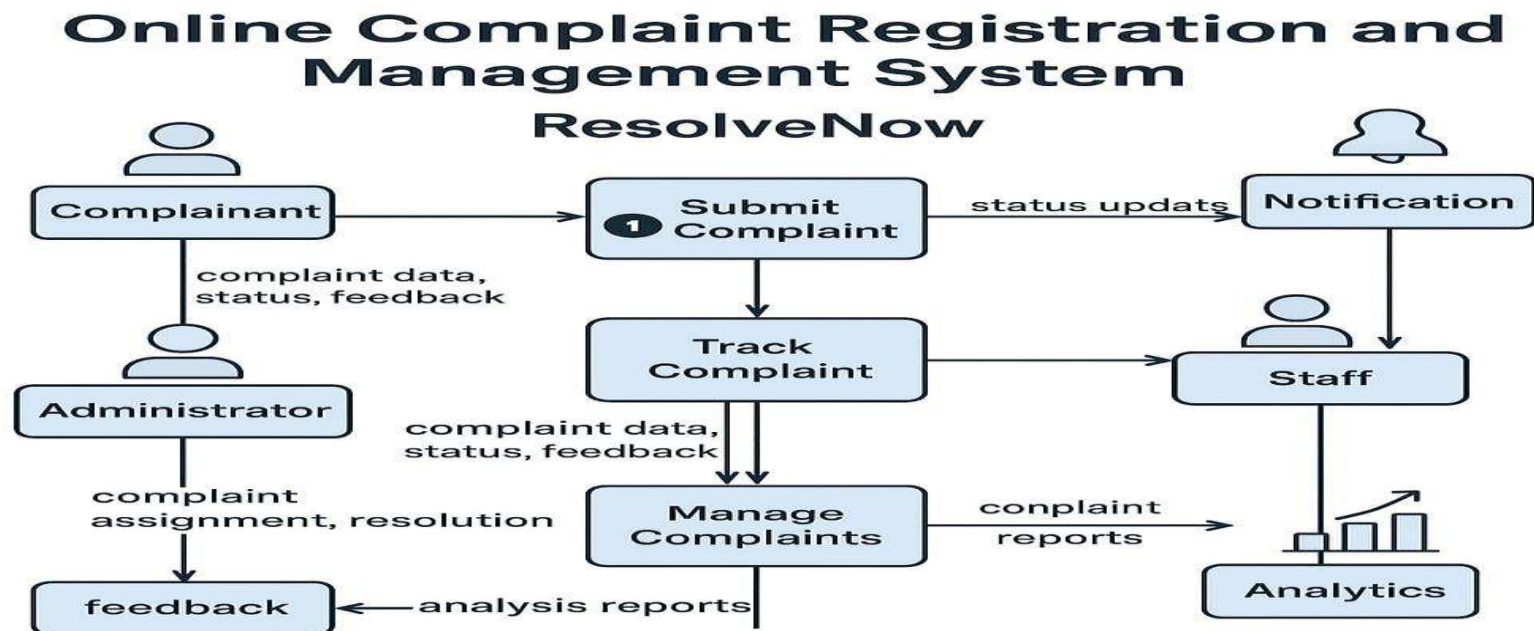 Online Complaint Registration and
Management System
ResolveNow
Complainant
1
Submit
Complaint
status updats
Notification
complaint data,
status, feedback
Track
Complaint
Staff
Administrator
complaint data,
status, feedback
complaint
assignment, resolution
Manage
Complaints
conplaint
reports
feedback
analysis reports
Analytics